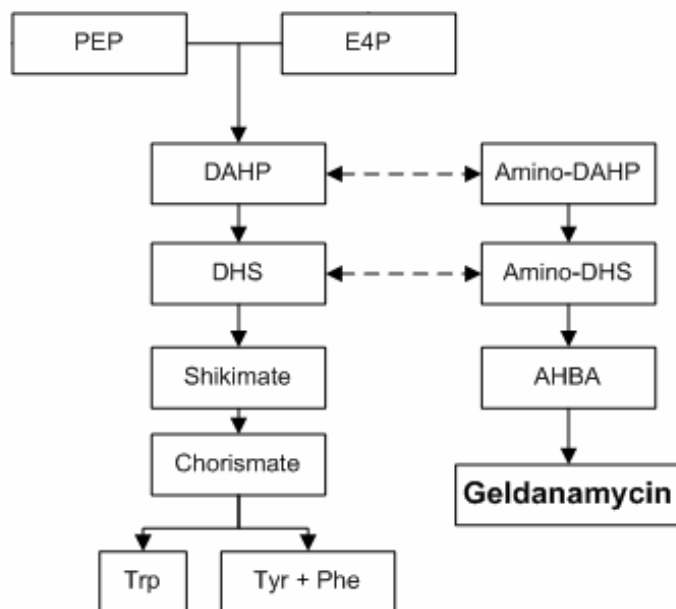 PEP
E4P
DAHP
Amino-DAHP
DHS
Amino-DHS
Shikimate
AHBA
Chorismate
Geldanamycin
Trp
Tyr + Phe